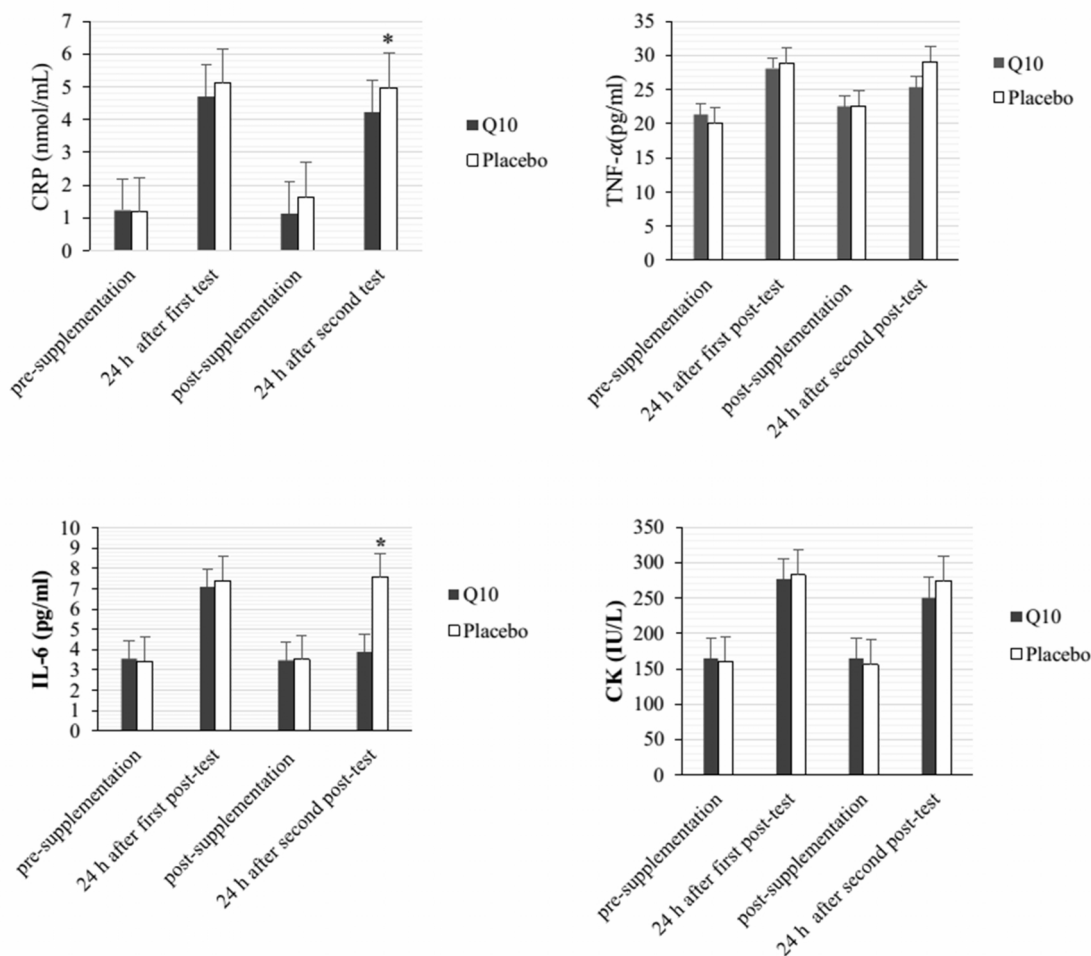 CRP (nmol/mL)
7
6
5
4
3
2
1
0
*
Q10
Placebo
pre-supplementation
24 h after first test
post-supplementation
24 h after second test
TNF-α(pg/ml)
35
30
25
20
15
10
5
0
Q10
Placebo
pre-supplementation
24 h after first post-test
post-supplementation
24 h after second post-test
IL-6 (pg/ml)
10
9
8
7
6
5
4
3
2
1
0
*
Q10
Placebo
pre-supplementation
24 h after first post-test
post-supplementation
24 h after second post-test
CK (IU/L)
350
300
250
200
150
100
50
0
Q10
Placebo
pre-supplementation
24 h after first post-test
post-supplementation
24 h after second post-test